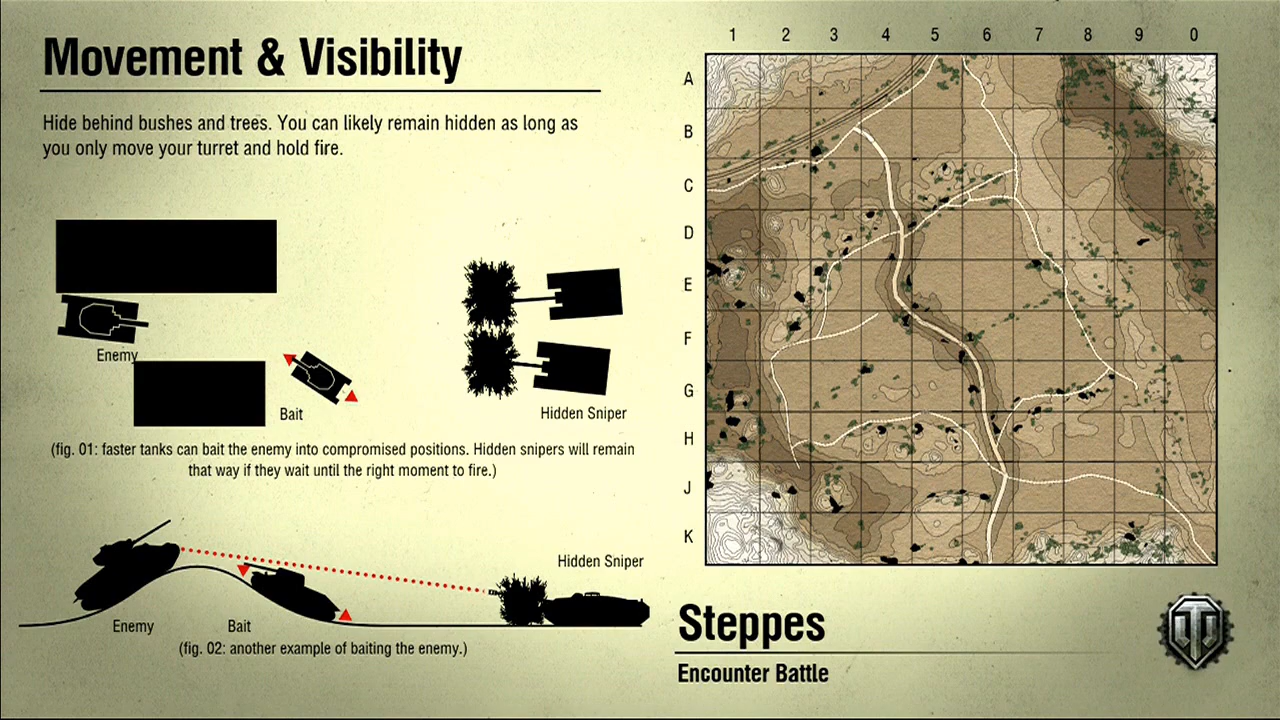 Movement & Visibility
Hide behind bushes and trees. You can likely remain hidden as long as
you only move your turret and hold fire.
Enemy
Bait
Hidden Sniper
(fig. 01: faster tanks can bait the enemy into compromised positions. Hidden snipers will remain
that way if they wait until the right moment to fire.)
Hidden Sniper
Enemy
Bait
(fig. 02: another example of baiting the enemy.)
1 2 3 4 5 6 7 8 9 0
A
B
C
D
E
F
G
H
J
K
Steppes
Encounter Battle